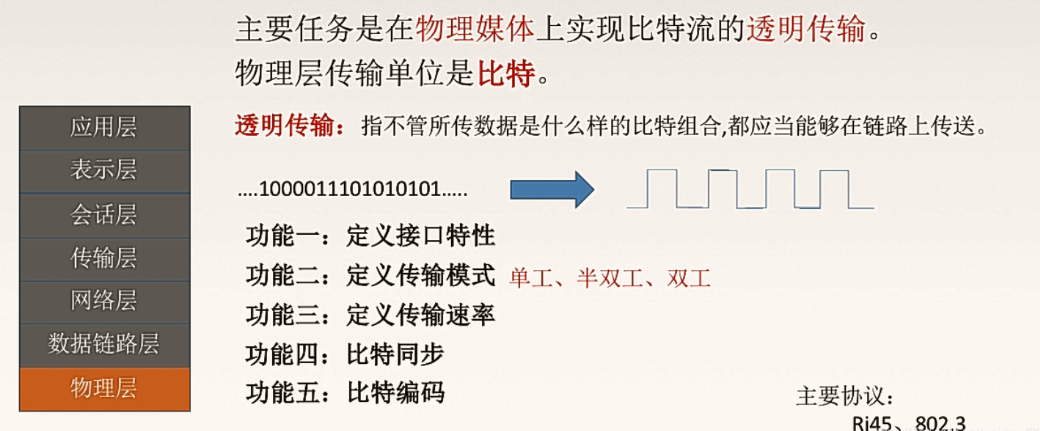 主要任务是在物理媒体上实现比特流的透明传输。
物理层传输单位是比特。
透明传输：指不管所传数据是什么样的比特组合,都应当能够在链路上传送。
....1000011101010101.....
功能一：定义接口特性
功能二：定义传输模式 单工、半双工、双工
功能三：定义传输速率
功能四：比特同步
功能五：比特编码
应用层
表示层
会话层
传输层
网络层
数据链路层
物理层
主要协议：
Rj45、802.3